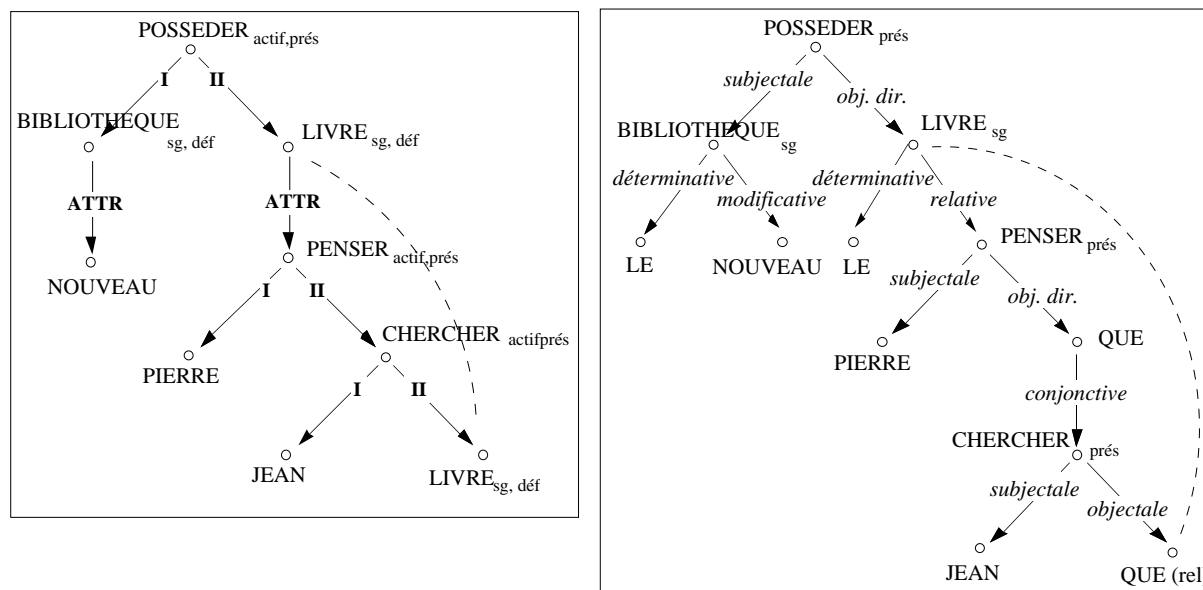 POSSEDER actif,prés
I II
BIBLIOTHEQUE sg, déf
LIVRE sg, déf
ATTR ATTR
NOUVEAU
PENSER actif,prés
I II
PIERRE
CHERCHER actifprés
I II
JEAN
LIVRE sg, déf
POSSEDER prés
subjectale obj. dir.
BIBLIOTHEQUE sg
LIVRE sg
déterminative modificative déterminative relative
LE NOUVEAU LE
PENSER prés
subjectale obj. dir.
PIERRE
QUE
conjonctive
CHERCHER prés
subjectale objectale
JEAN
QUE (rel